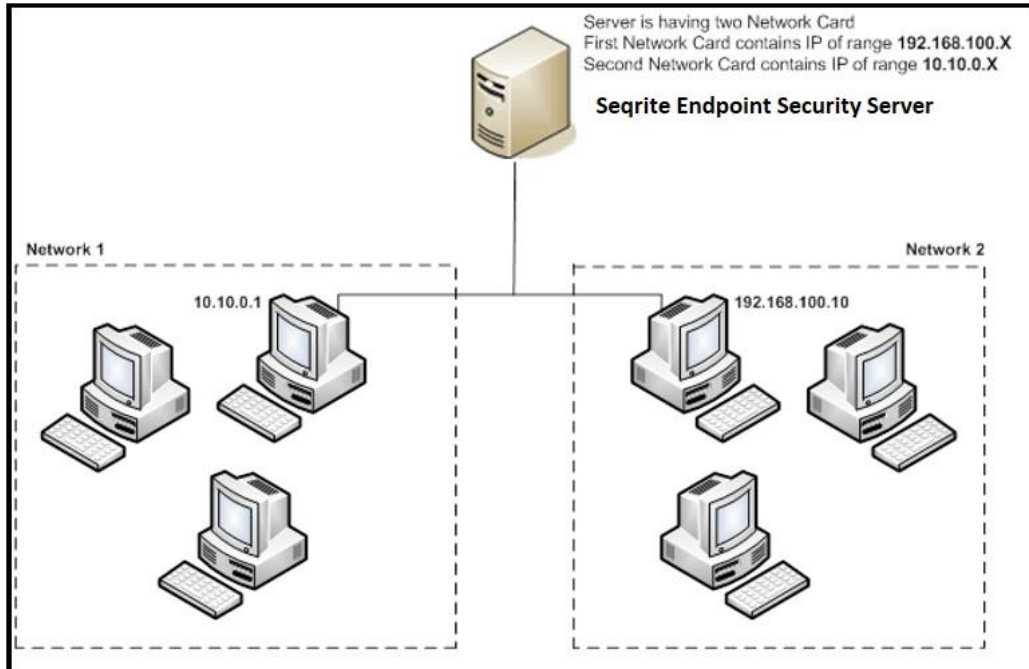 Server is having two Network Card
First Network Card contains IP of range 192.168.100.X
Second Network Card contains IP of range 10.10.0.X
Seqrite Endpoint Security Server
Network 1
Network 2
10.10.0.1
192.168.100.10